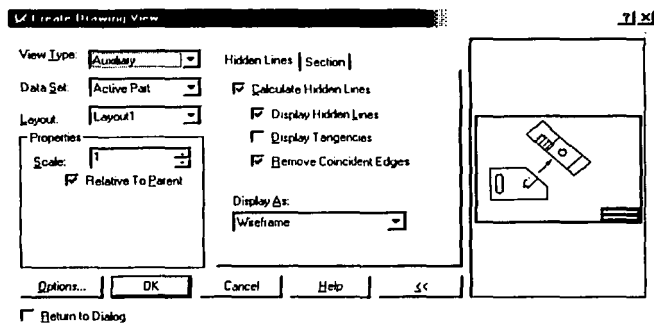 Create Drawing View
View Type: Auxiliary
Data Set: Active Part
Layout: Layout1
Properties
Scale: 1
Relative To Parent
Hidden Lines Section
Calculate Hidden Lines
Display Hidden Lines
Display Tangencies
Remove Coincident Edges
Display As:
Wireframe
Options... OK Cancel Help <<
Return to Dialog